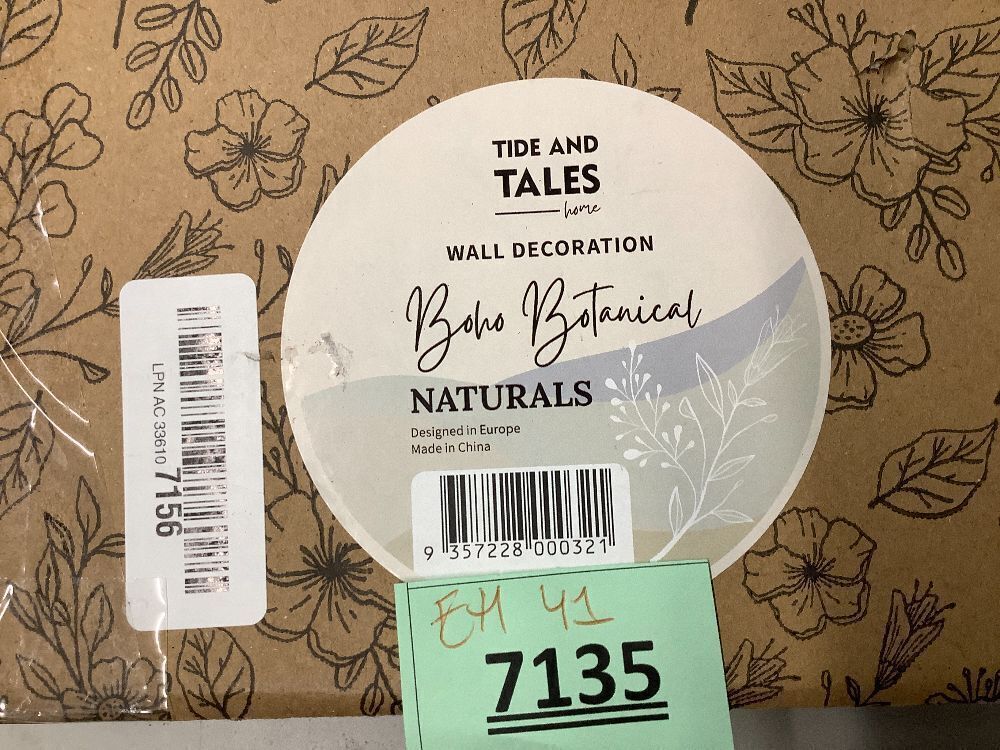 TIDE AND
TALES
home
WALL DECORATION
Boho Botanical
NATURALS
Designed in Europe
Made in China
9 357228 000321
LPN AC 33610 7156
EH 41
7135